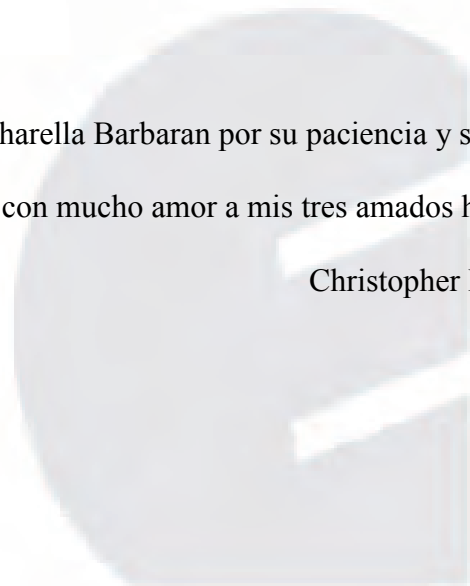 harella Barbaran por su paciencia y s
con mucho amor a mis tres amados h
Christopher